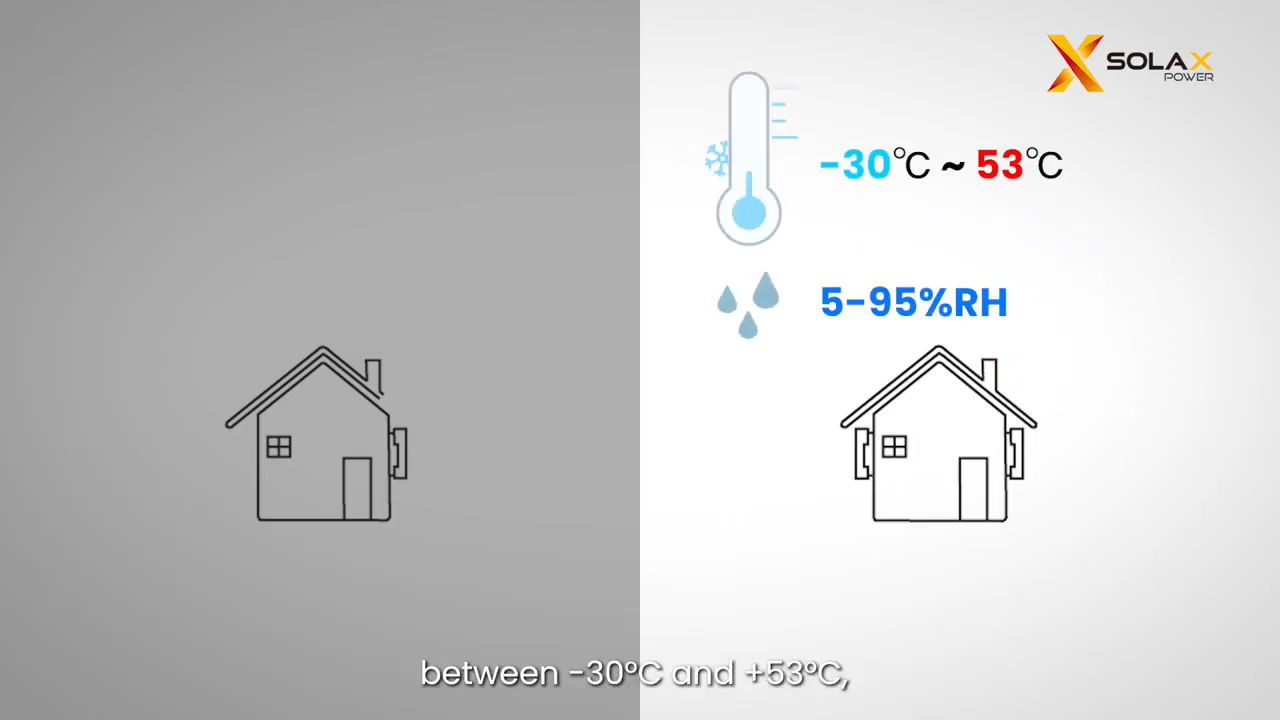 SOLAX
POWER
-30℃ ~ 53℃
5-95%RH
between -30°C and +53°C,